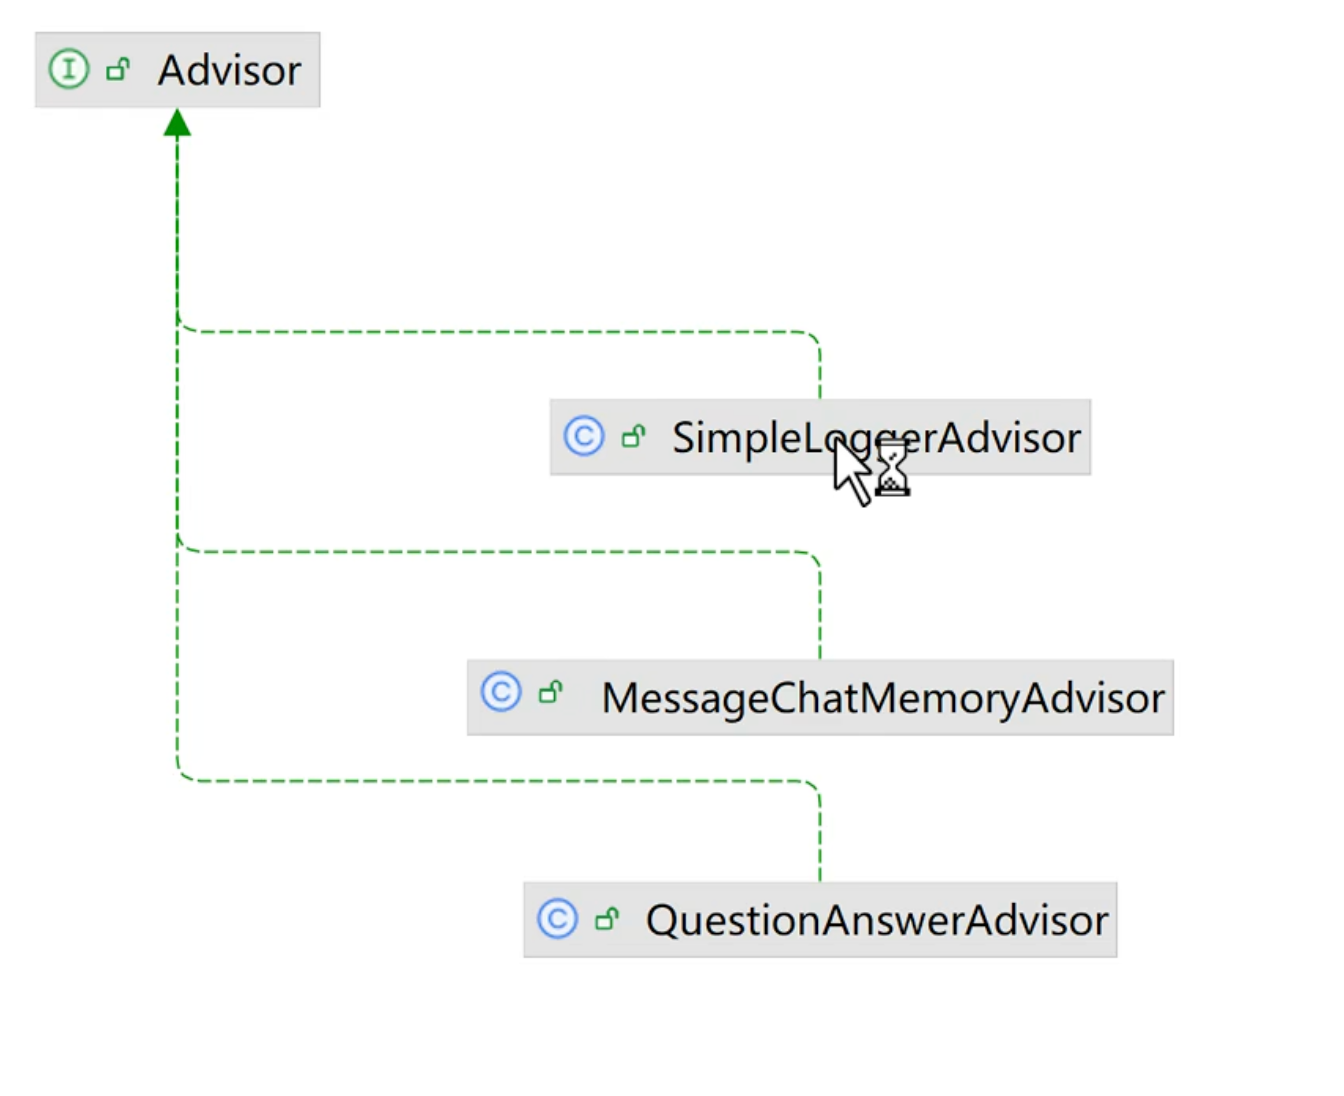 I Advisor
C SimpleLoggerAdvisor
C MessageChatMemoryAdvisor
C QuestionAnswerAdvisor